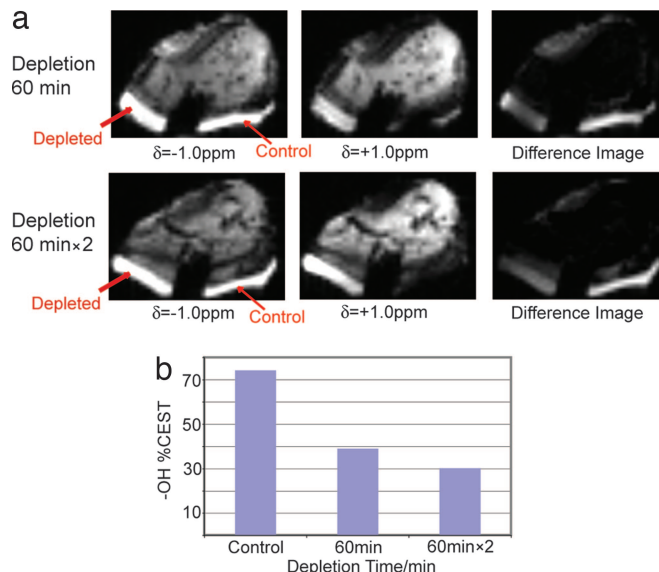 a
Depletion
60 min
Depleted
Control
δ=-1.0ppm
δ=+1.0ppm
Difference Image
Depletion
60 min×2
Depleted
Control
δ=-1.0ppm
δ=+1.0ppm
Difference Image
b
-OH %CEST
70
50
30
10
Control
60min
60min×2
Depletion Time/min